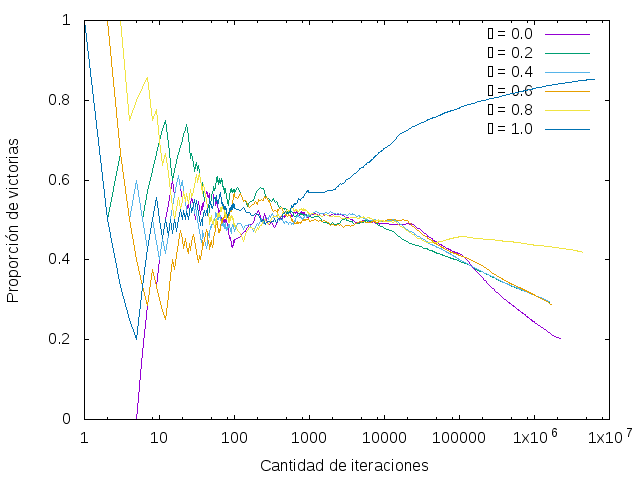 Proporción de victorias
1
0.8
0.6
0.4
0.2
0
1
10
100
1000
10000
100000
1x10^6
1x10^7
Cantidad de iteraciones
▯ = 0.0
▯ = 0.2
▯ = 0.4
▯ = 0.6
▯ = 0.8
▯ = 1.0